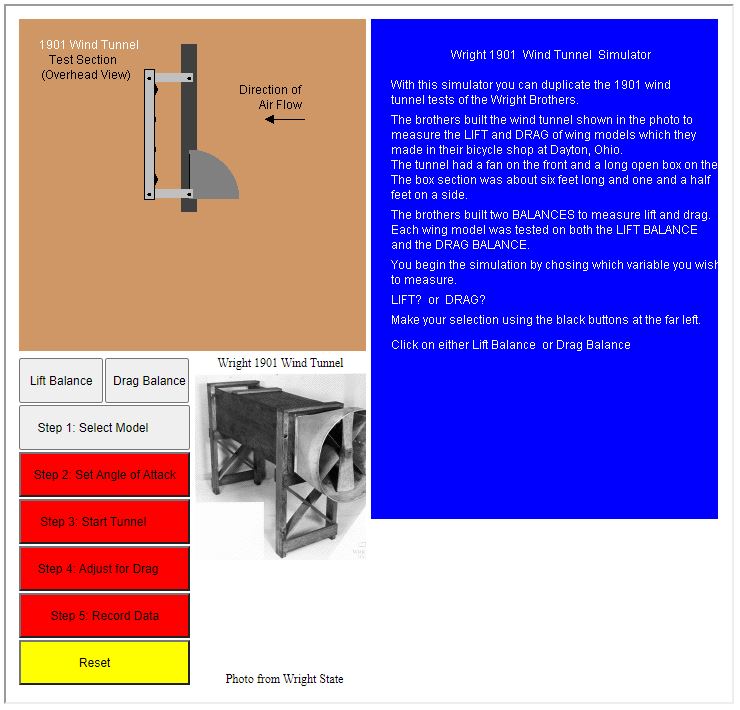 1901 Wind Tunnel
Test Section
(Overhead View)
Direction of
Air Flow
Wright 1901 Wind Tunnel Simulator
With this simulator you can duplicate the 1901 wind
tunnel tests of the Wright Brothers.
The brothers built the wind tunnel shown in the photo to
measure the LIFT and DRAG of wing models which they
made in their bicycle shop at Dayton, Ohio.
The tunnel had a fan on the front and a long open box on the
The box section was about six feet long and one and a half
feet on a side.
The brothers built two BALANCES to measure lift and drag.
Each wing model was tested on both the LIFT BALANCE
and the DRAG BALANCE.
You begin the simulation by chosing which variable you wish
to measure.
LIFT? or DRAG?
Make your selection using the black buttons at the far left.
Click on either Lift Balance or Drag Balance
Lift Balance
Drag Balance
Step 1: Select Model
Step 2: Set Angle of Attack
Step 3: Start Tunnel
Step 4: Adjust for Drag
Step 5: Record Data
Reset
Wright 1901 Wind Tunnel
Photo from Wright State